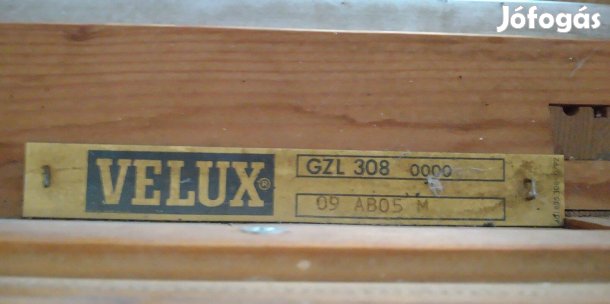 Jófogás
VELUX®
GZL 308 0000
09 AB05 M